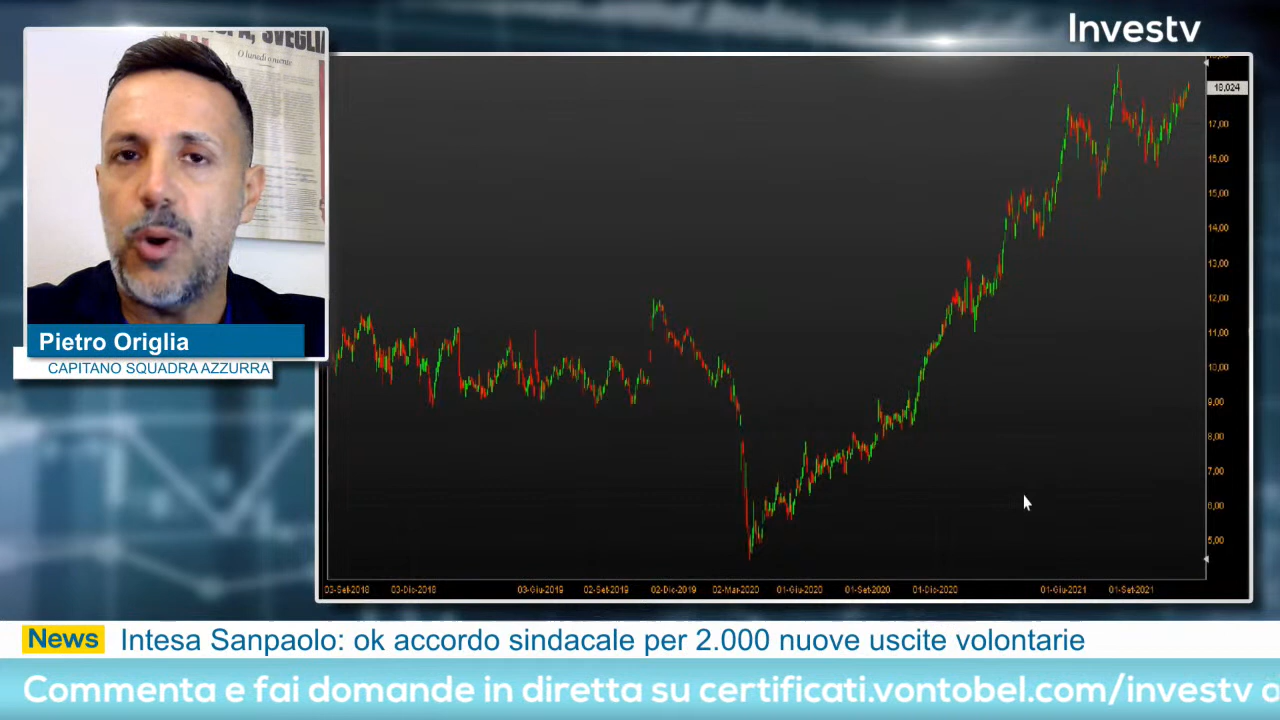 Investv
SVEGLIA
O lunedì o niente
Pietro Origlia
CAPITANO SQUADRA AZZURRA
18,024
17,00
16,00
15,00
14,00
13,00
12,00
11,00
10,00
9,00
8,00
7,00
6,00
5,00
03-Set-2018 03-Dic-2018 03-Giu-2019 02-Set-2019 02-Dic-2019 02-Mar-2020 01-Giu-2020 01-Set-2020 01-Dic-2020 01-Giu-2021 01-Set-2021
News Intesa Sanpaolo: ok accordo sindacale per 2.000 nuove uscite volontarie
Commenta e fai domande in diretta su certificati.vontobel.com/investv